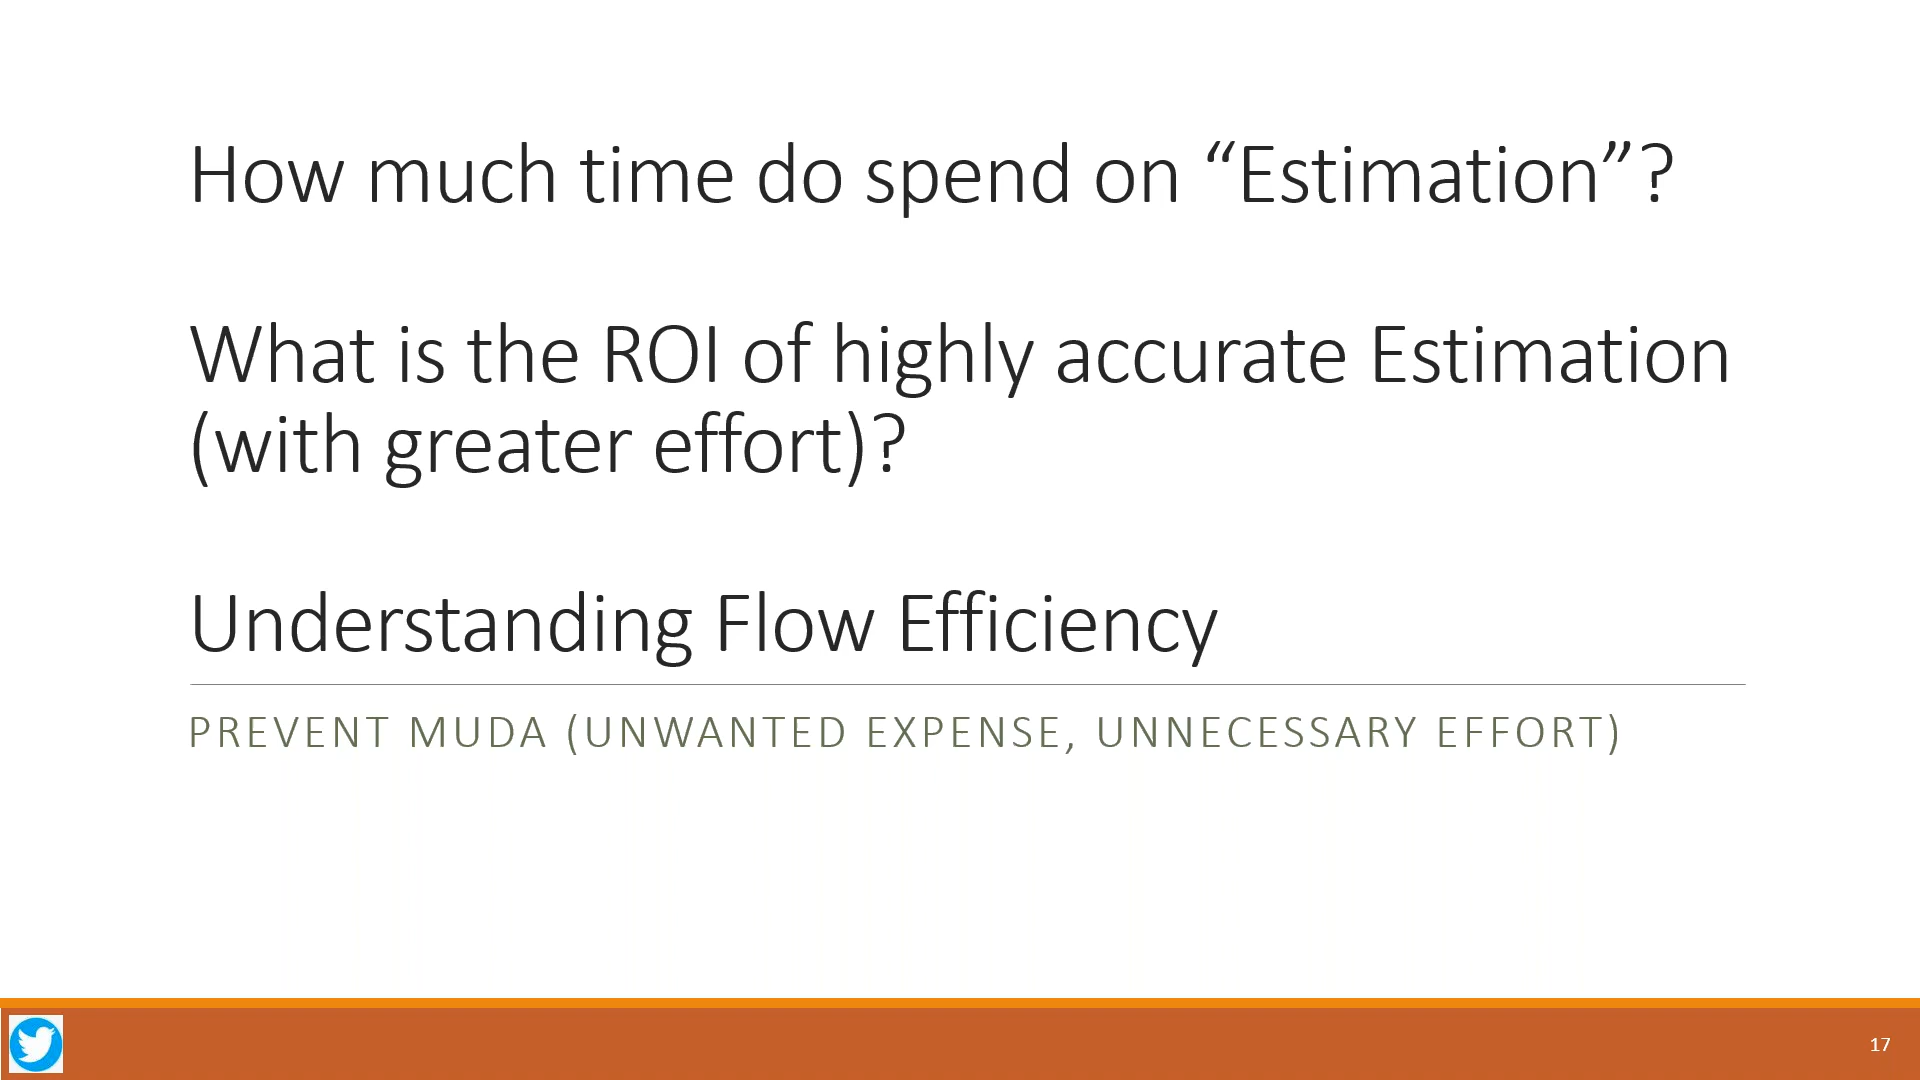 How much time do spend on “Estimation”?
What is the ROI of highly accurate Estimation
(with greater effort)?
Understanding Flow Efficiency
PREVENT MUDA (UNWANTED EXPENSE, UNNECESSARY EFFORT)
17